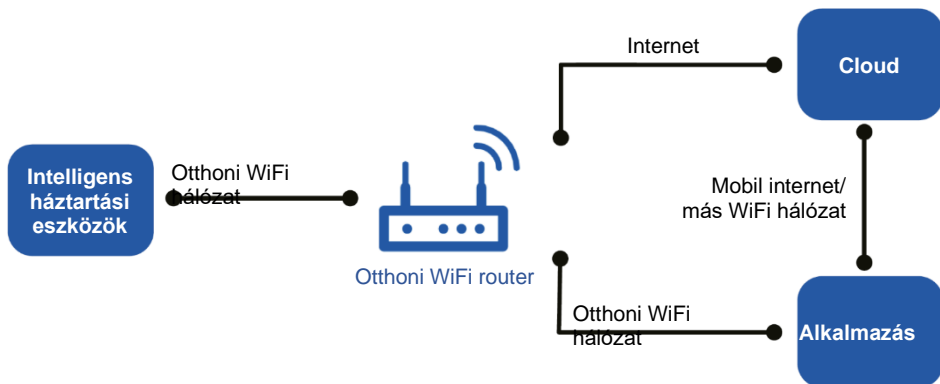 Internet
Cloud
Intelligens
háztartási
eszközök
Otthoni WiFi
hálózat
Mobil internet/
más WiFi hálózat
Otthoni WiFi router
Otthoni WiFi
hálózat
Alkalmazás